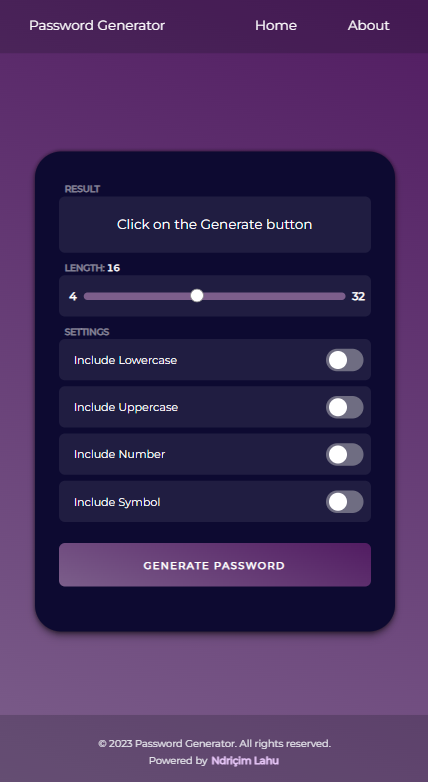 Password Generator Home About
RESULT
Click on the Generate button
LENGTH: 16
4 32
SETTINGS
Include Lowercase
Include Uppercase
Include Number
Include Symbol
GENERATE PASSWORD
© 2023 Password Generator. All rights reserved.
Powered by Ndriçim Lahu